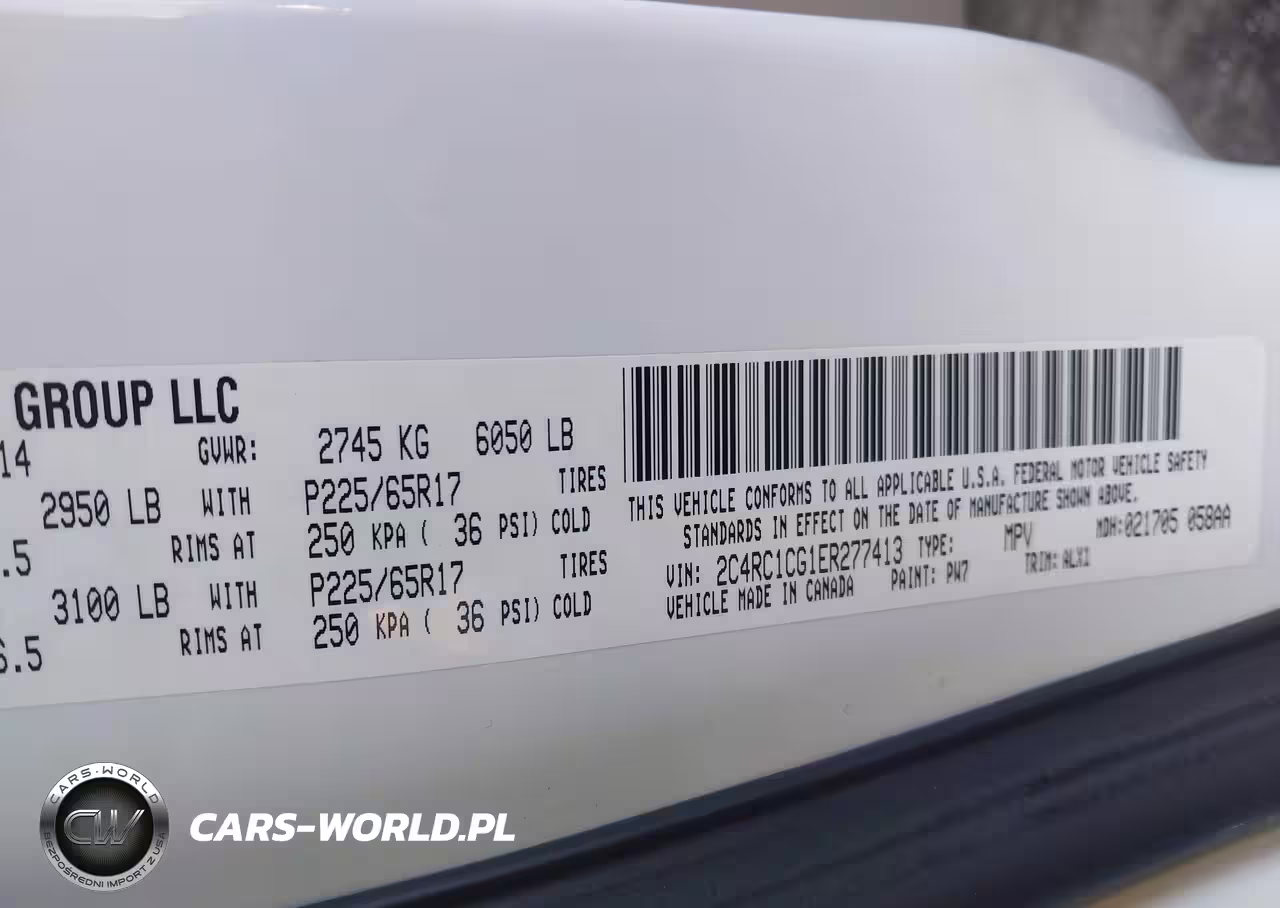 GROUP LLC
14 GVWR: 2745 KG 6050 LB
2950 LB WITH P225/65R17 TIRES
.5 RIMS AT 250 KPA ( 36 PSI) COLD
3100 LB WITH P225/65R17 TIRES
6.5 RIMS AT 250 KPA ( 36 PSI) COLD
THIS VEHICLE CONFORMS TO ALL APPLICABLE U.S.A. FEDERAL MOTOR VEHICLE SAFETY
STANDARDS IN EFFECT ON THE DATE OF MANUFACTURE SHOWN ABOVE.
VIN: 2C4RC1CG1ER277413 TYPE: MPV MDH:021705 058AA
VEHICLE MADE IN CANADA PAINT: PW7 TRIM: ALX1
CARS-WORLD
CW
BEZPOŚREDNI IMPORT Z USA
CARS-WORLD.PL